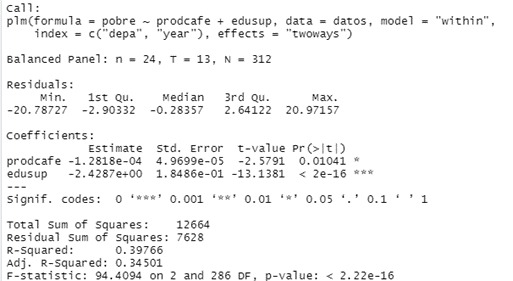 Call:
plm(formula = pobre ~ prodcafe + edusup, data = datos, model = "within",
index = c("depa", "year"), effects = "twoways")
Balanced Panel: n = 24, T = 13, N = 312
Residuals:
Min. 1st Qu. Median 3rd Qu. Max.
-20.78727 -2.90332 -0.28357 2.64122 20.97157
Coefficients:
Estimate Std. Error t-value Pr(>|t|)
prodcafe -1.2818e-04 4.9699e-05 -2.5791 0.01041 *
edusup -2.4287e+00 1.8486e-01 -13.1381 < 2e-16 ***
---
Signif. codes: 0 ‘***’ 0.001 ‘**’ 0.01 ‘*’ 0.05 ‘.’ 0.1 ‘ ’ 1
Total Sum of Squares: 12664
Residual Sum of Squares: 7628
R-Squared: 0.39766
Adj. R-Squared: 0.34501
F-statistic: 94.4094 on 2 and 286 DF, p-value: < 2.22e-16